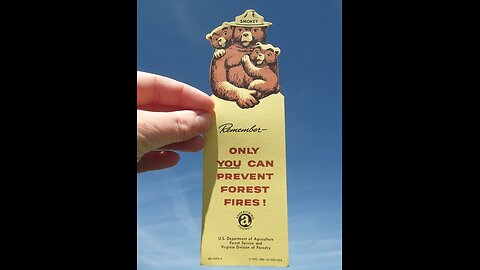 SMOKEY
Remember—
ONLY
YOU CAN
PREVENT
FOREST
FIRES!
a
U.S. Department of Agriculture
Forest Service and
Virginia Division of Forestry